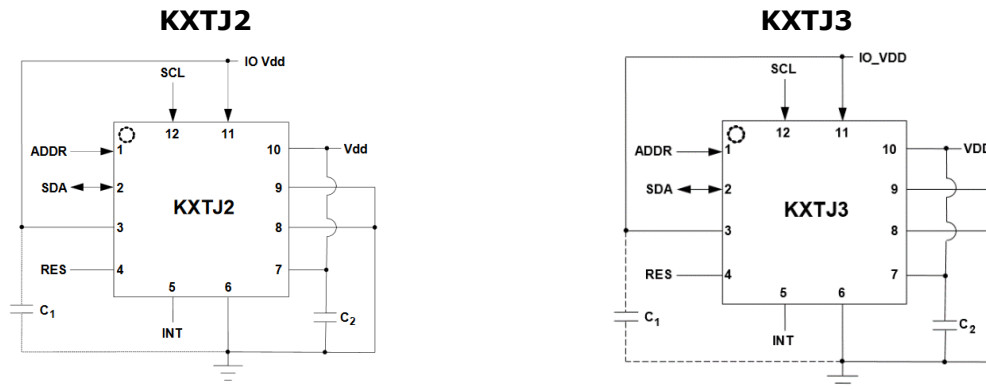 KXTJ2
IO Vdd
SCL
12 11
ADDR 1 10 Vdd
SDA 2 9
KXTJ2
3 8
RES 4 7
5 6
C1
C2
INT
KXTJ3
IO_VDD
SCL
12 11
ADDR 1 10 VDD
SDA 2 9
KXTJ3
3 8
RES 4 7
5 6
C1
C2
INT